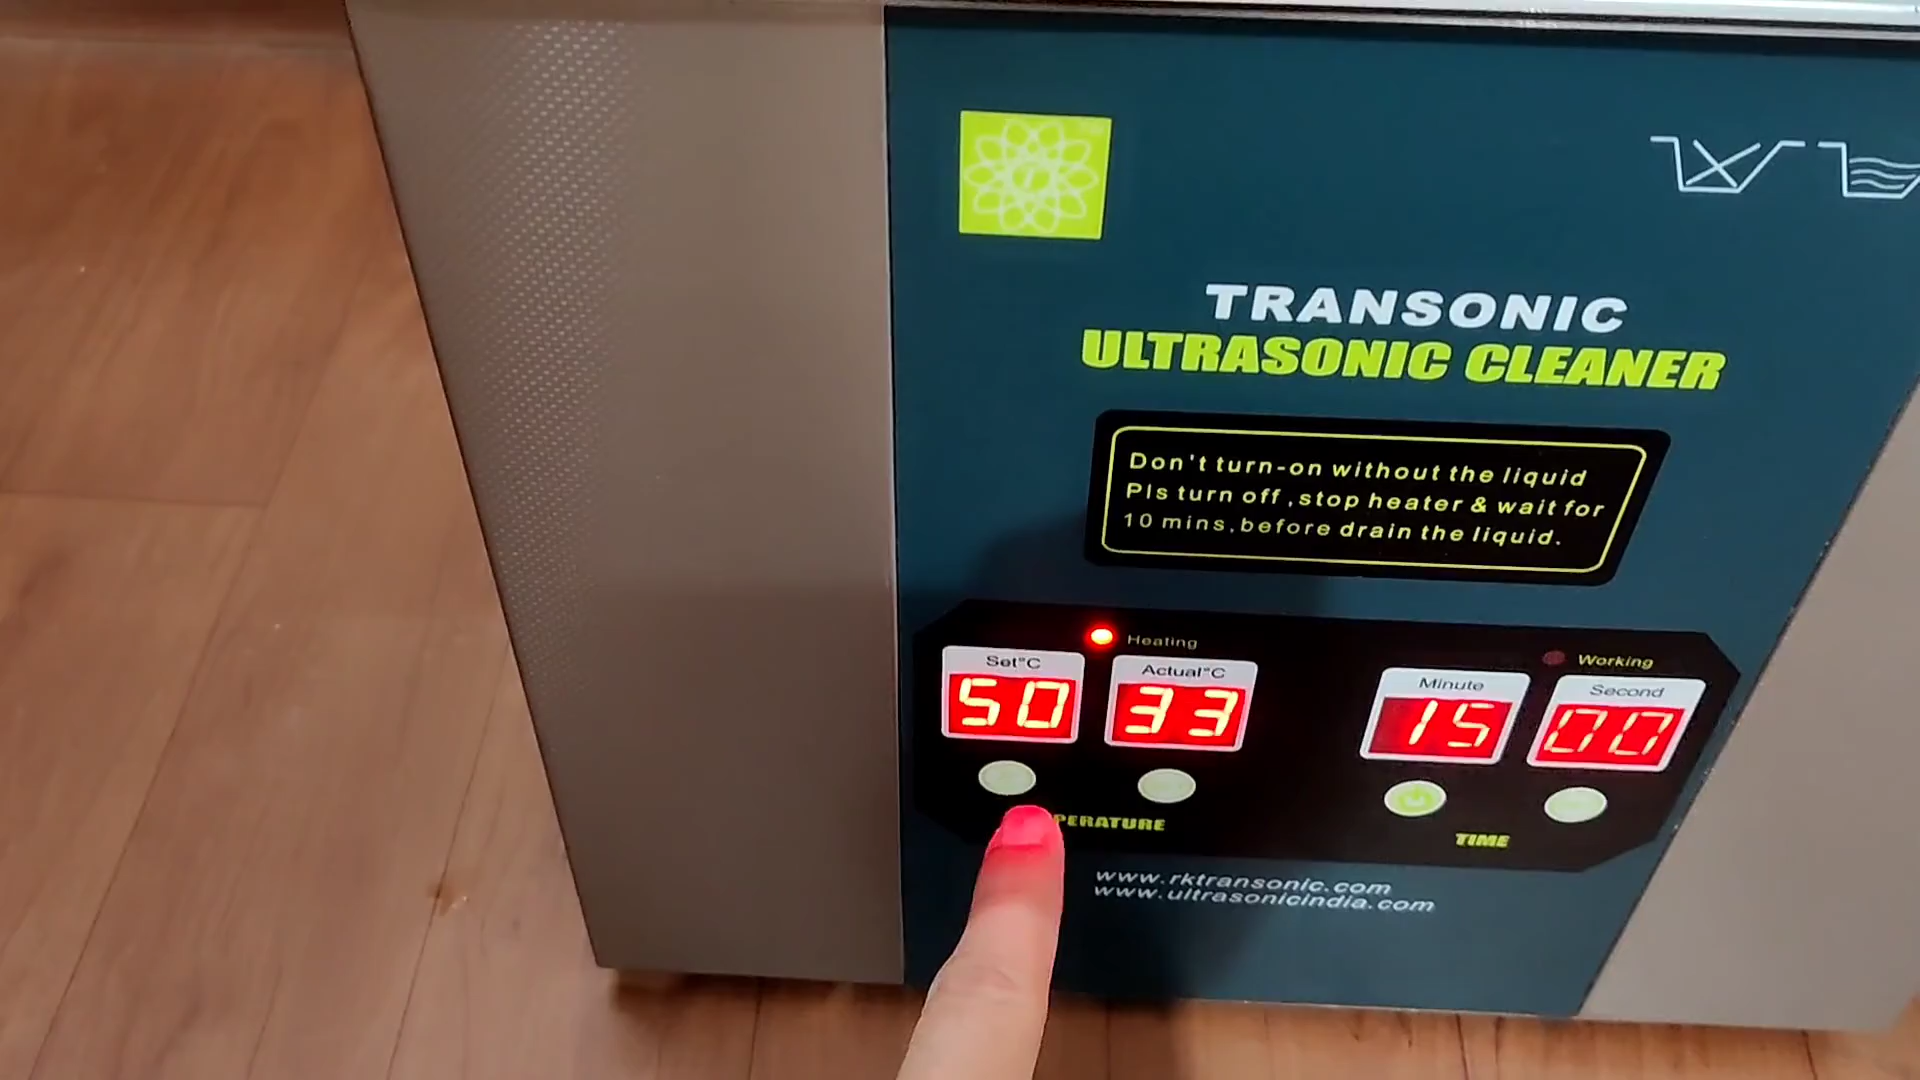 TRANSONIC
ULTRASONIC CLEANER
Don't turn-on without the liquid
Pls turn off ,stop heater & wait for
10 mins.before drain the liquid.
Heating
Working
Set°C
Actual°C
Minute
Second
50
33
15
00
PERATURE
TIME
www.rktransonic.com
www.ultrasonicindia.com